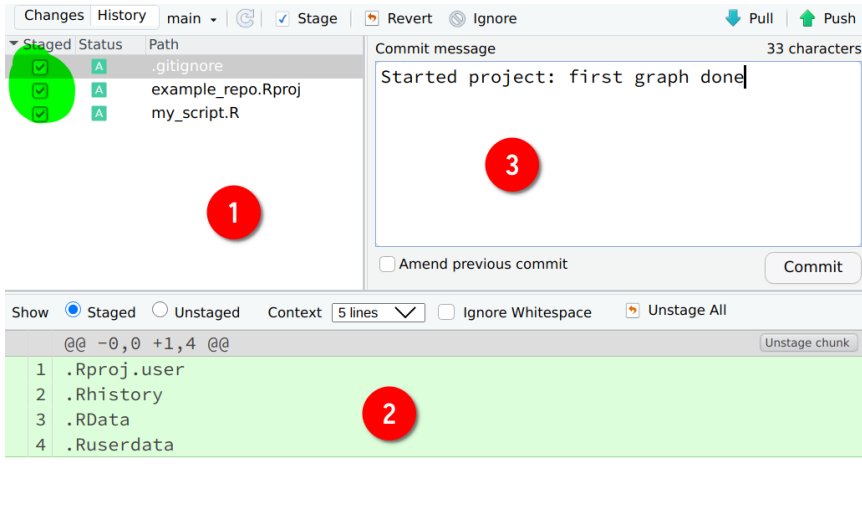 Changes History main Stage Revert Ignore Pull Push
Staged Status Path
A .gitignore
A example_repo.Rproj
A my_script.R
1
Commit message 33 characters
Started project: first graph done
3
Amend previous commit Commit
Show Staged Unstaged Context 5 lines Ignore Whitespace Unstage All
@@ -0,0 +1,4 @@ Unstage chunk
1 .Rproj.user
2 .Rhistory
3 .RData
4 .Ruserdata
2